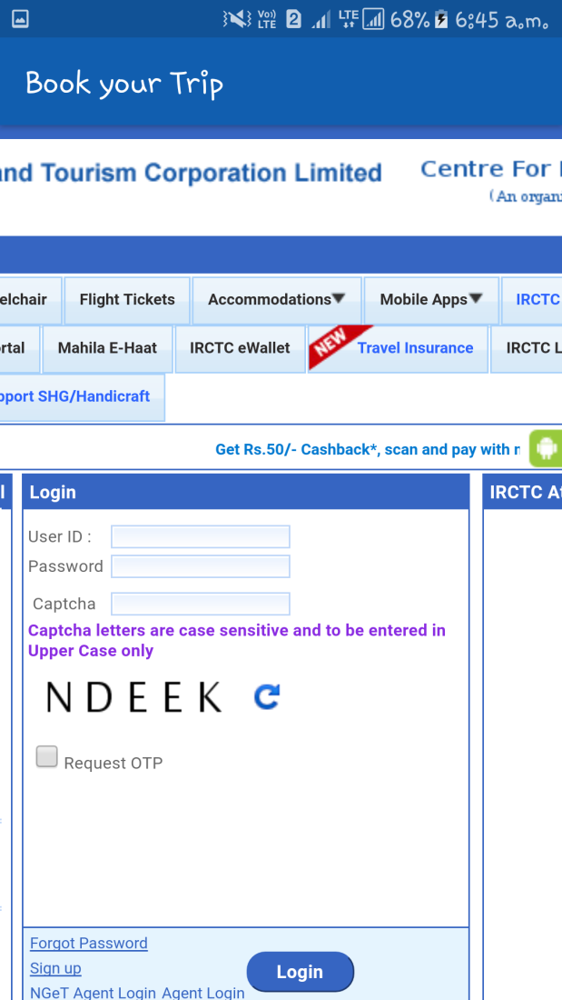 Vo)) LTE 2 LTE 68% 6:45 a.m.
Book your Trip
and Tourism Corporation Limited
Centre For
(An organ
elchair Flight Tickets Accommodations Mobile Apps IRCTC
rtal Mahila E-Haat IRCTC eWallet NEW Travel Insurance IRCTC L
pport SHG/Handicraft
Get Rs.50/- Cashback*, scan and pay with
Login
IRCTC At
User ID :
Password
Captcha
Captcha letters are case sensitive and to be entered in
Upper Case only
N D E E K
Request OTP
Forgot Password
Sign up
Login
NGeT Agent Login Agent Login